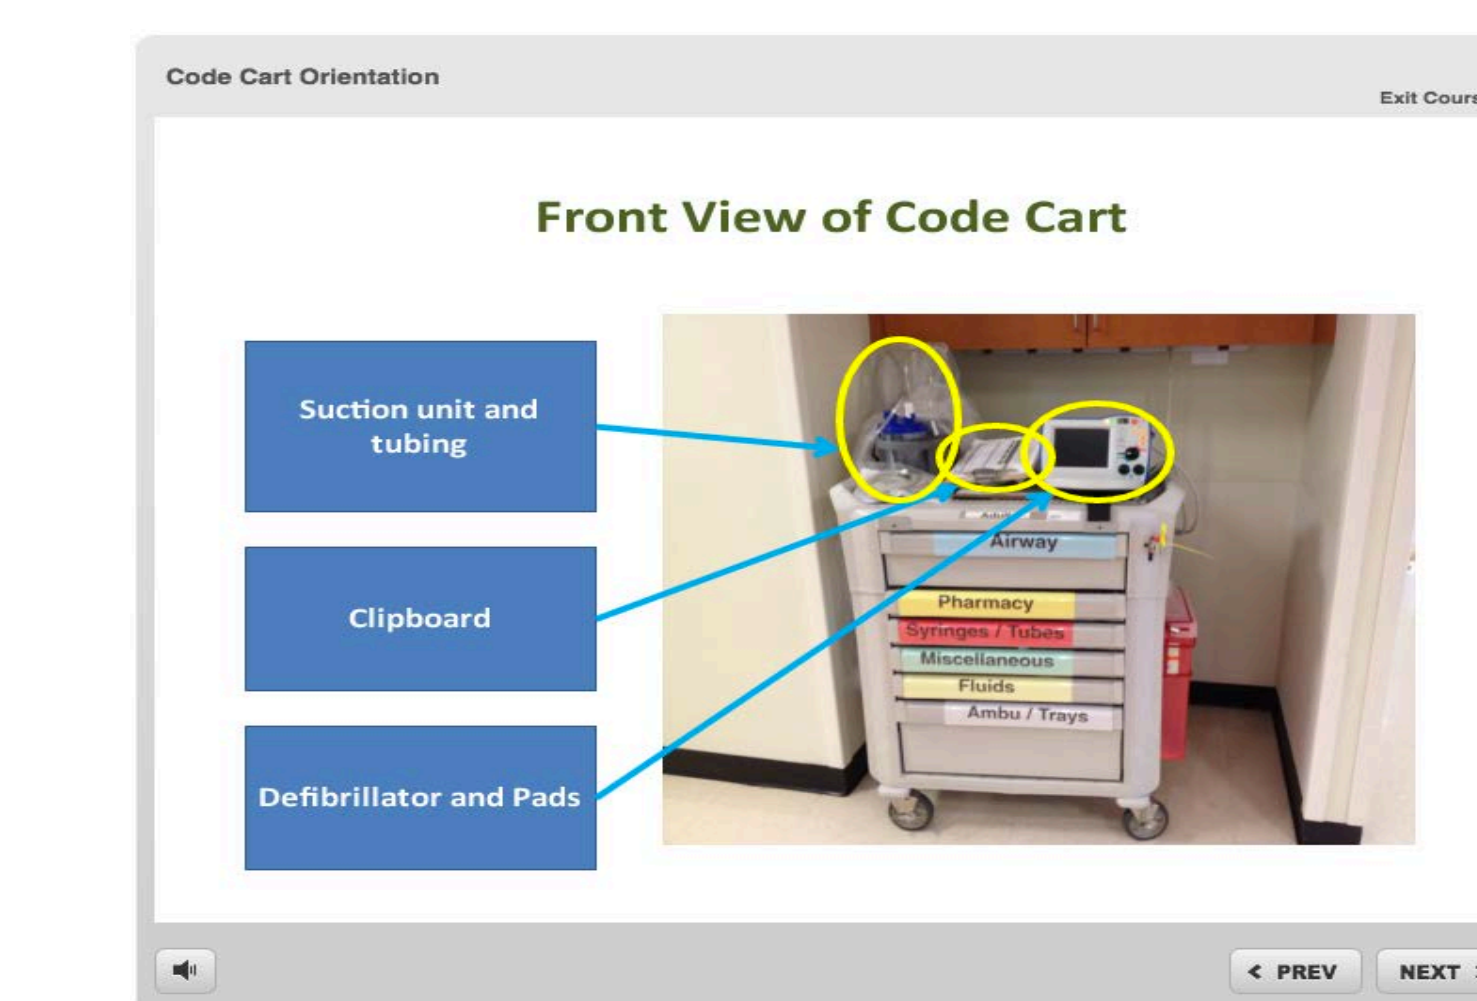 Code Cart Orientation
Exit Cours
Front View of Code Cart
Suction unit and
tubing
Clipboard
Defibrillator and Pads
Airway
Pharmacy
Syringes / Tubes
Miscellaneous
Fluids
Ambu / Trays
PREV
NEXT